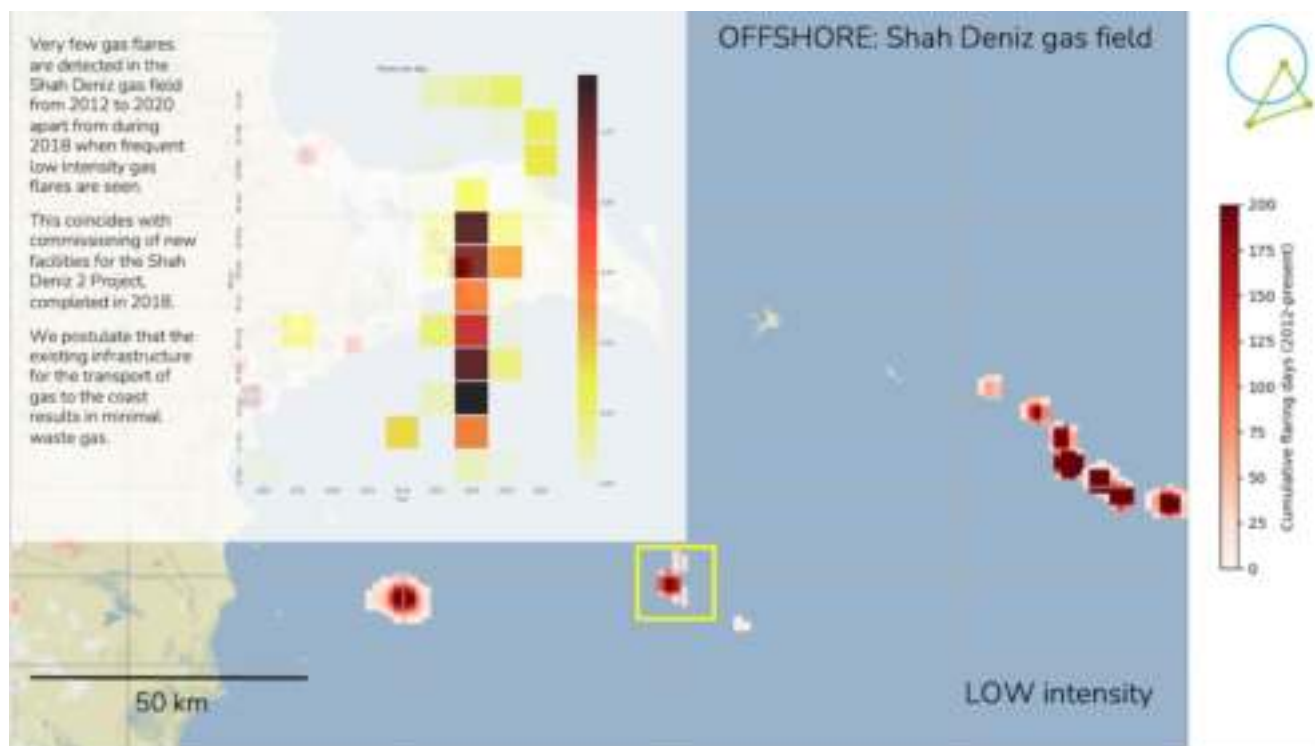 Very few gas flares
are detected in the
Shah Deniz gas field
from 2012 to 2020
apart from during
2018 when frequent
low intensity gas
flares are seen
This coincides with
commissioning of new
facilities for the Shah
Deniz 2 Project,
completed in 2018.
We postulate that the
existing infrastructure
for the transport of
gas to the coast
results in minimal
waste gas.
OFFSHORE: Shah Deniz gas field
200
175
150
125
100
75
50
25
0
Cumulative flaring days (2012-present)
50 km
LOW intensity